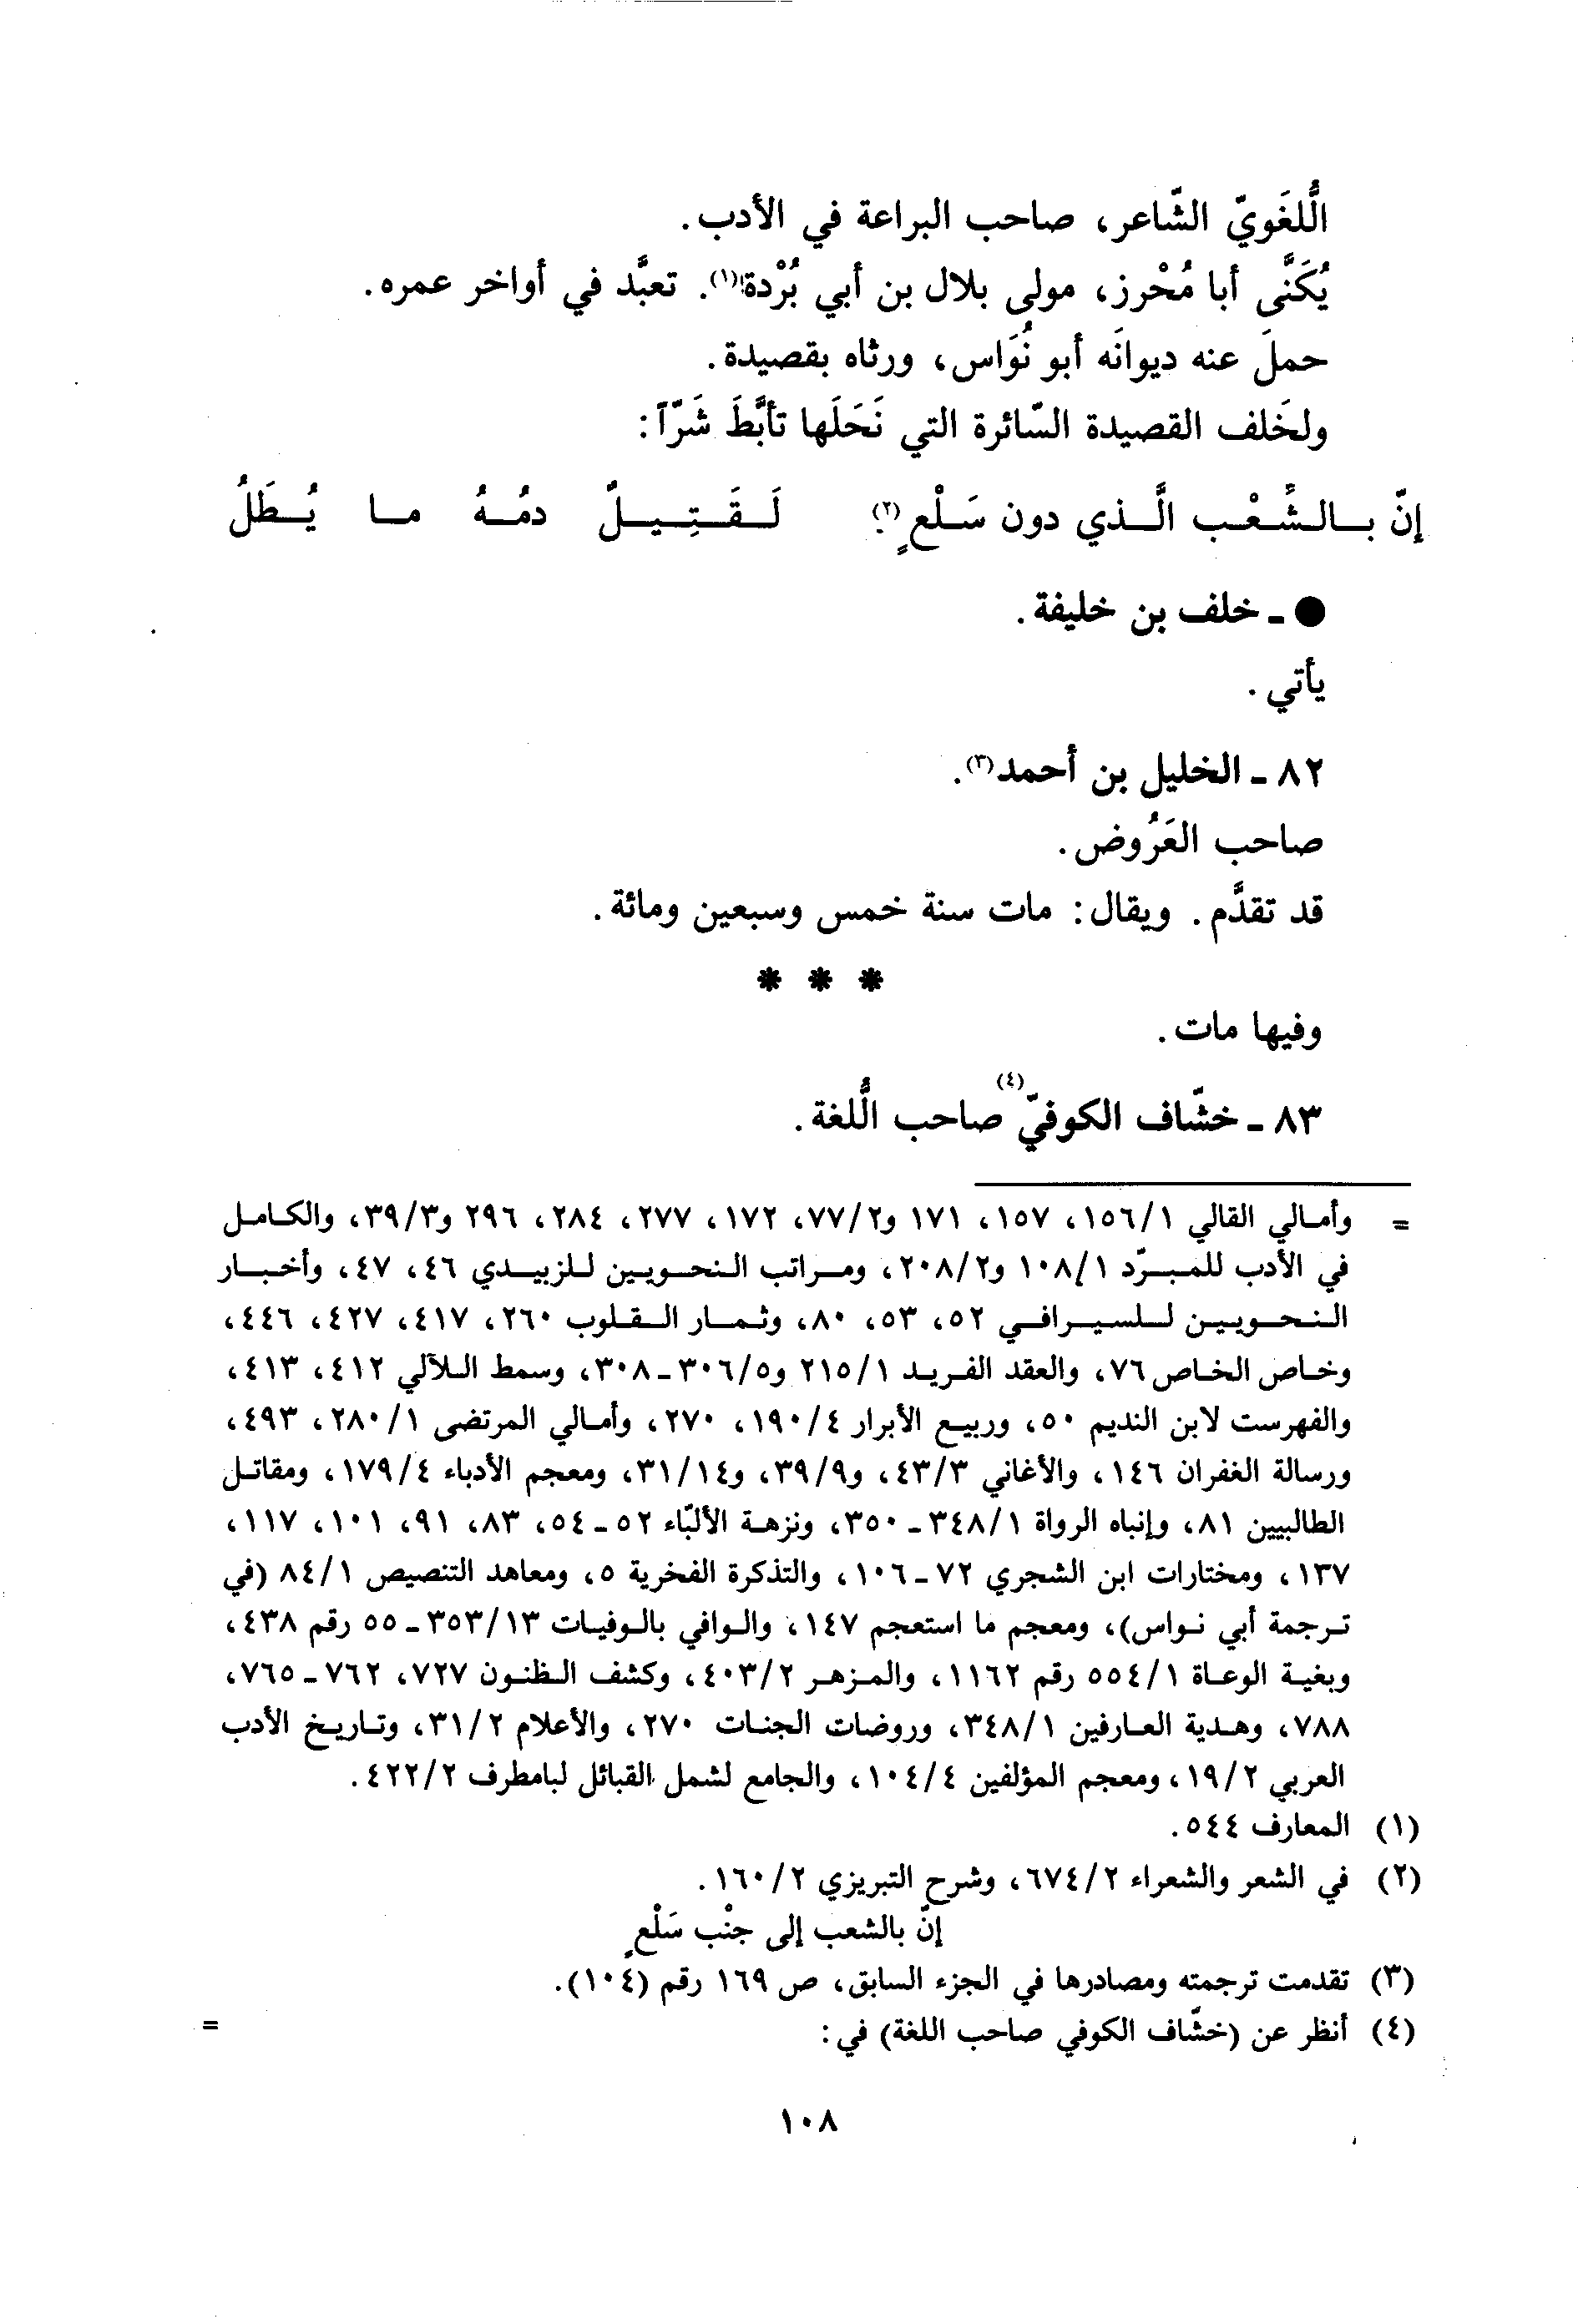 اللُّغَويّ الشّاعر، صاحب البراعة في الأدب.
يُكَنَّى أبا مُحْرز، مولى بلال بن أبي بُرْدة(١). تعبَّد في أواخر عمره.
حملَ عنه ديوانَه أبو نُوَاس، ورثاه بقصيدة.
ولخَلف القصيدة السّائرة التي نَحَلَها تأبَّطَ شَرّاً:
إنّ بالشِّعْب الَّذي دون سَلْعٍ(٢) لَقَتِيلٌ دمُهُ ما يُطَلُ
● ـ خلف بن خليفة.
يأتي.
٨٢ ـ الخليل بن أحمد(٣).
صاحب العَرُوض.
قد تقدَّم. ويقال: مات سنة خمس وسبعين ومائة.
* * *
وفيها مات.
٨٣ ـ خشّاف الكوفيّ(٤) صاحب اللُّغة.
= وأمالي القالي ١/١٥٦، ١٥٧، ١٧١ و٢/٧٧، ١٧٢، ٢٧٧، ٢٨٤، ٢٩٦ و٣/٣٩، والكامل
في الأدب للمبرّد ١/١٠٨ و٢/٢٠٨، ومراتب النحويين للزبيدي ٤٦، ٤٧، وأخبار
النحويين للسيرافي ٥٢، ٥٣، ٨٠، وثمار القلوب ٢٦٠، ٤١٧، ٤٢٧، ٤٤٦،
وخاص الخاص ٧٦، والعقد الفريد ١/٢١٥ و٥/٣٠٦ ـ ٣٠٨، وسمط اللآلي ٤١٢، ٤١٣،
والفهرست لابن النديم ٥٠، وربيع الأبرار ٤/١٩٠، ٢٧٠، وأمالي المرتضى ١/٢٨٠، ٤٩٣،
ورسالة الغفران ١٤٦، والأغاني ٣/٤٣، و٩/٣٩، و١٤/٣١، ومعجم الأدباء ٤/١٧٩، ومقاتل
الطالبيين ٨١، وإنباه الرواة ١/٣٤٨ ـ ٣٥٠، ونزهة الألبّاء ٥٢ ـ ٥٤، ٨٣، ٩١، ١٠١، ١١٧،
١٣٧، ومختارات ابن الشجري ٧٢ ـ ١٠٦، والتذكرة الفخرية ٥، ومعاهد التنصيص ١/٨٤ (في
ترجمة أبي نواس)، ومعجم ما استعجم ١٤٧، والوافي بالوفيات ١٣/٣٥٣ ـ ٥٥ رقم ٤٣٨،
وبغية الوعاة ١/٥٥٤ رقم ١١٦٢، والمزهر ٢/٤٠٣، وكشف الظنون ٧٢٧، ٧٦٢ ـ ٧٦٥،
٧٨٨، وهدية العارفين ١/٣٤٨، وروضات الجنات ٢٧٠، والأعلام ٢/٣١، وتاريخ الأدب
العربي ٢/١٩، ومعجم المؤلفين ٤/١٠٤، والجامع لشمل القبائل لبامطرف ٢/٤٢٢.
(١) المعارف ٥٤٤.
(٢) في الشعر والشعراء ٢/٦٧٤، وشرح التبريزي ٢/١٦٠.
إنّ بالشعب إلى جنْب سَلْعٍ
(٣) تقدمت ترجمته ومصادرها في الجزء السابق، ص ١٦٩ رقم (١٠٤).
(٤) أنظر عن (خشّاف الكوفي صاحب اللغة) في: =
١٠٨